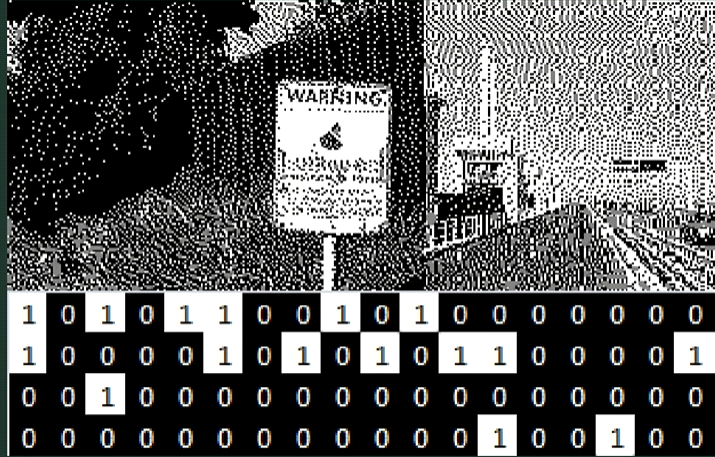 WARNING
1 0 1 0 1 1 0 0 1 0 1 0 0 0 0 0 0 0
1 0 0 0 0 1 0 1 0 1 0 1 1 0 0 0 0 1
0 0 1 0 0 0 0 0 0 0 0 0 0 0 0 0 0 0
0 0 0 0 0 0 0 0 0 0 0 0 1 0 0 1 0 0